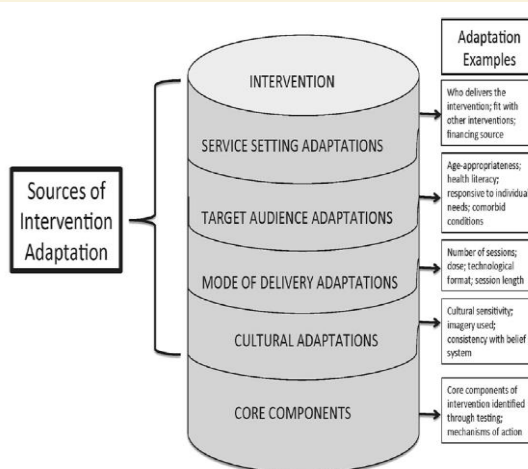 Sources of
Intervention
Adaptation
INTERVENTION
SERVICE SETTING ADAPTATIONS
TARGET AUDIENCE ADAPTATIONS
MODE OF DELIVERY ADAPTATIONS
CULTURAL ADAPTATIONS
CORE COMPONENTS
Adaptation
Examples
Who delivers the
intervention; fit with
other interventions;
financing source
Age-appropriateness;
health literacy;
responsive to individual
needs; comorbid
conditions
Number of sessions;
dose; technological
format; session length
Cultural sensitivity;
imagery used;
consistency with belief
system
Core components of
intervention identified
through testing;
mechanisms of action